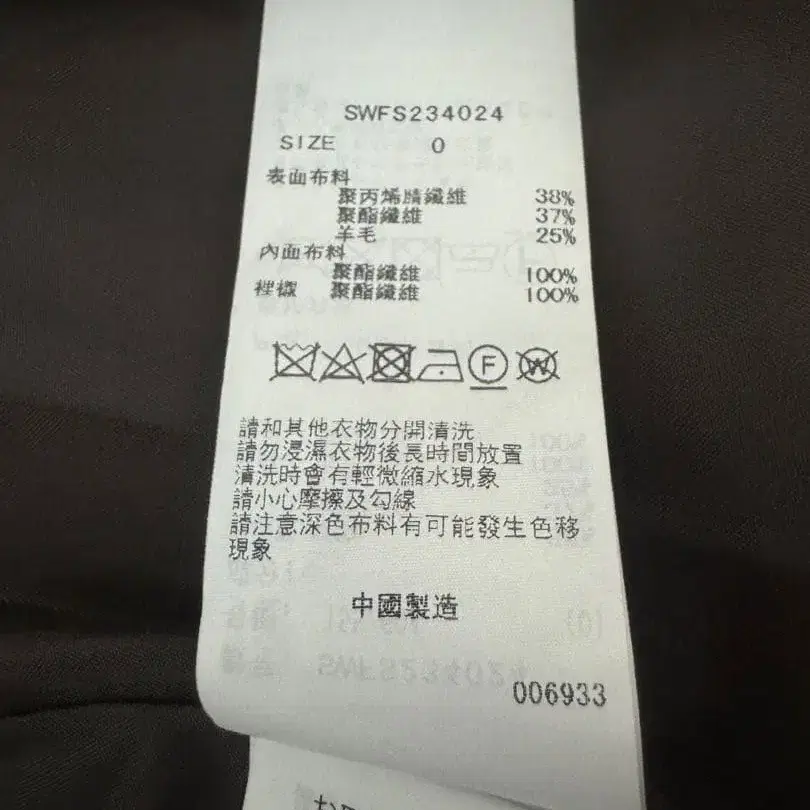 SWFS234024
SIZE 0
表面布料
聚丙烯腈纖維 38%
聚酯纖維 37%
羊毛 25%
內面布料
聚酯纖維 100%
裡襯 聚酯纖維 100%
F W
請和其他衣物分開清洗
請勿浸濕衣物後長時間放置
清洗時會有輕微縮水現象
請小心摩擦及勾線
請注意深色布料有可能發生色移
現象
中國製造
006933